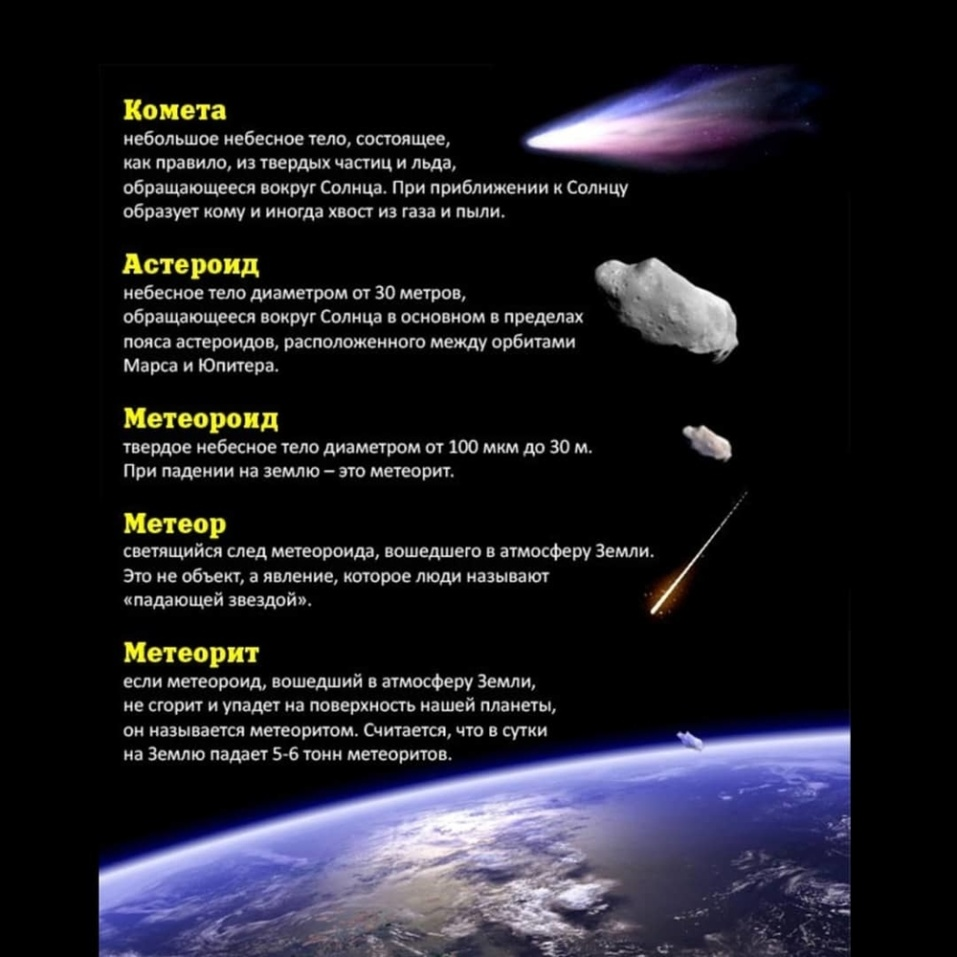 Комета
небольшое небесное тело, состоящее,
как правило, из твердых частиц и льда,
обращающееся вокруг Солнца. При приближении к Солнцу
образует кому и иногда хвост из газа и пыли.
Астероид
небесное тело диаметром от 30 метров,
обращающееся вокруг Солнца в основном в пределах
пояса астероидов, расположенного между орбитами
Марса и Юпитера.
Метеороид
твердое небесное тело диаметром от 100 мкм до 30 м.
При падении на землю – это метеорит.
Метеор
светящийся след метеороида, вошедшего в атмосферу Земли.
Это не объект, а явление, которое люди называют
«падающей звездой».
Метеорит
если метеороид, вошедший в атмосферу Земли,
не сгорит и упадет на поверхность нашей планеты,
он называется метеоритом. Считается, что в сутки
на Землю падает 5-6 тонн метеоритов.